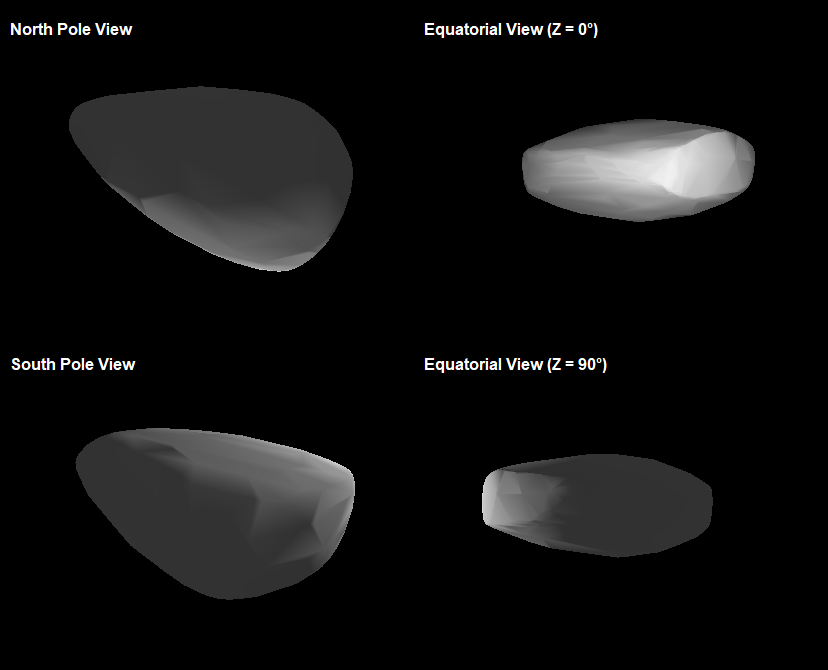 North Pole View
Equatorial View (Z = 0°)
South Pole View
Equatorial View (Z = 90°)